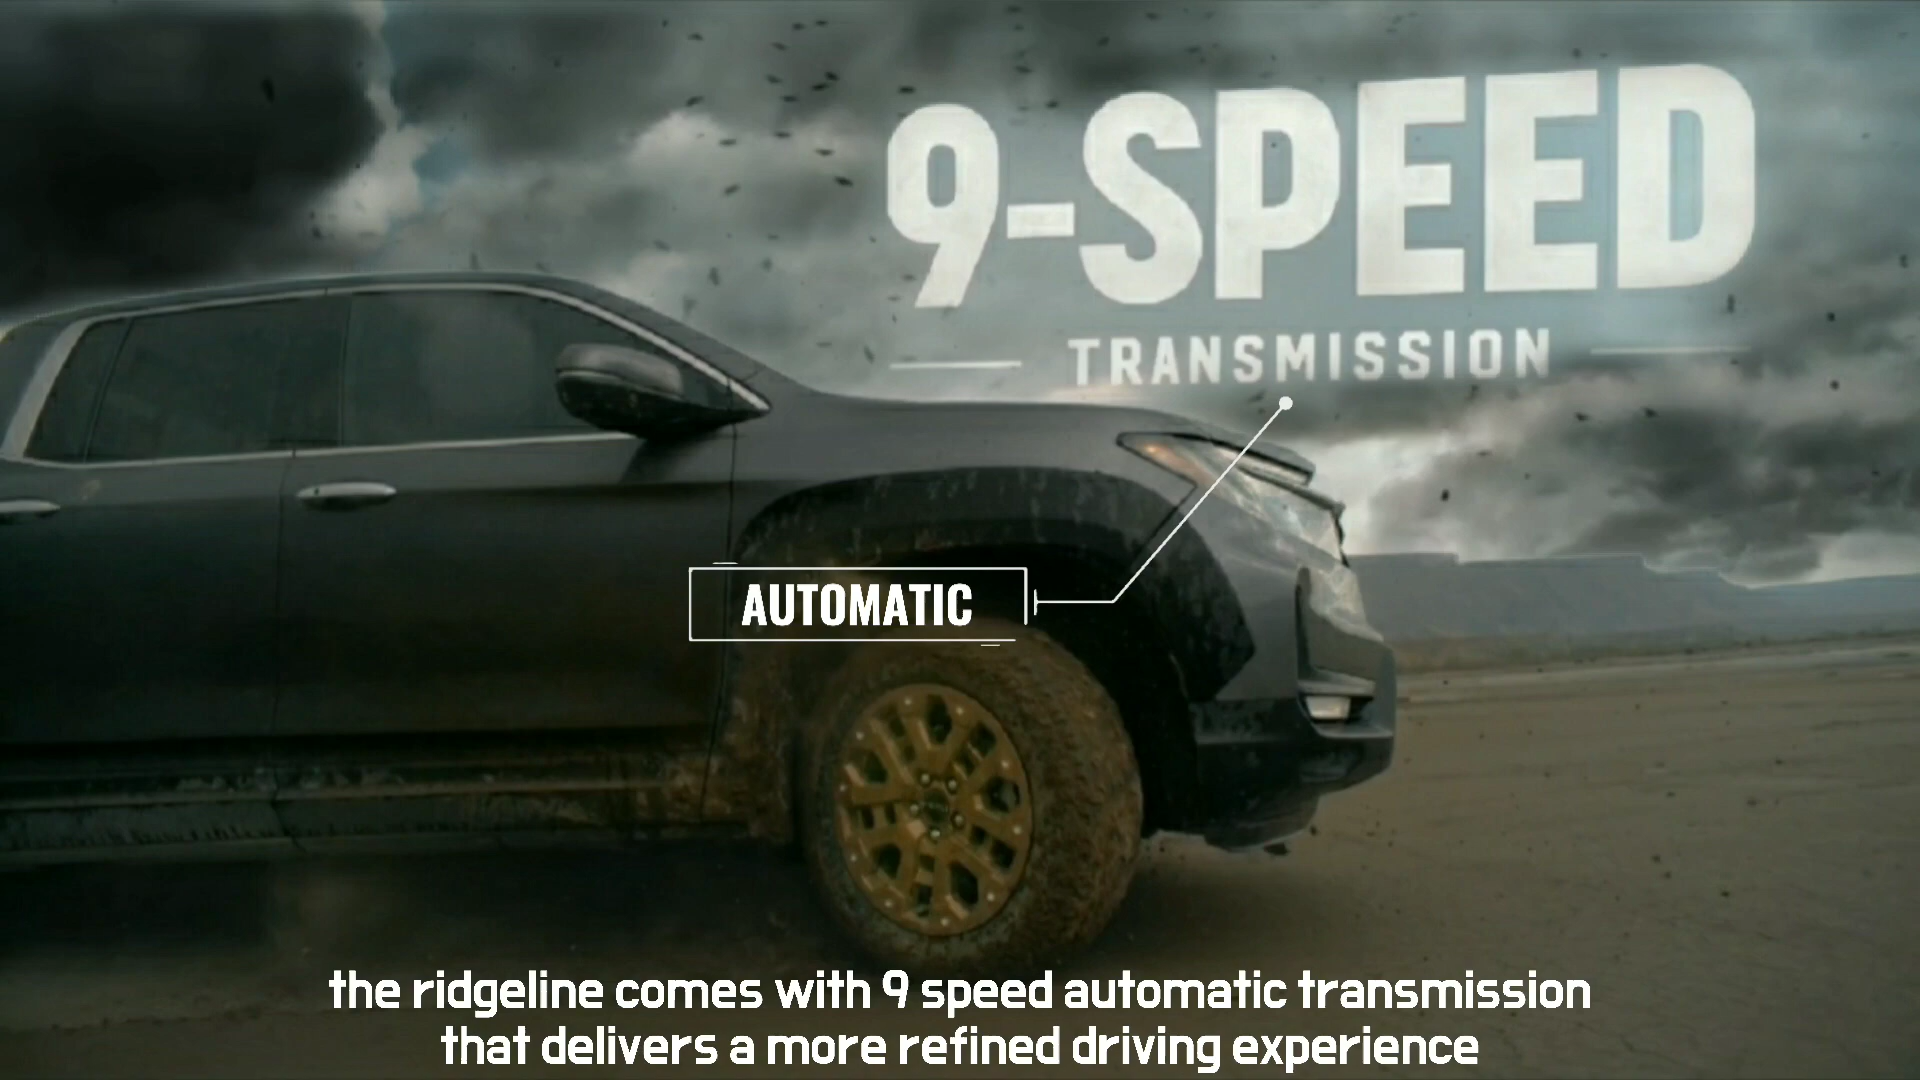 9-SPEED
TRANSMISSION
AUTOMATIC
the ridgeline comes with 9 speed automatic transmission
that delivers a more refined driving experience